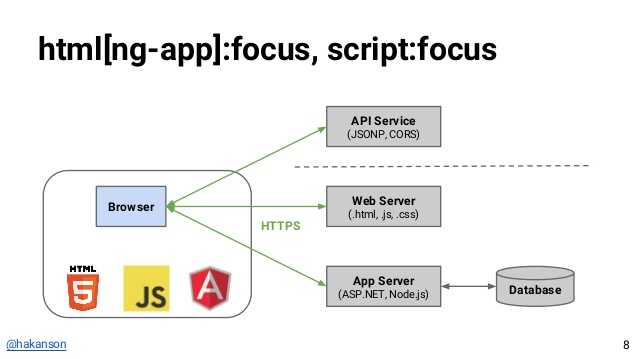 html[ng-app]:focus, script:focus
API Service
(JSONP, CORS)
Browser
Web Server
(.html, .js, .css)
HTTPS
HTML
5
JS
A
App Server
(ASP.NET, Node.js)
Database
@hakanson
8